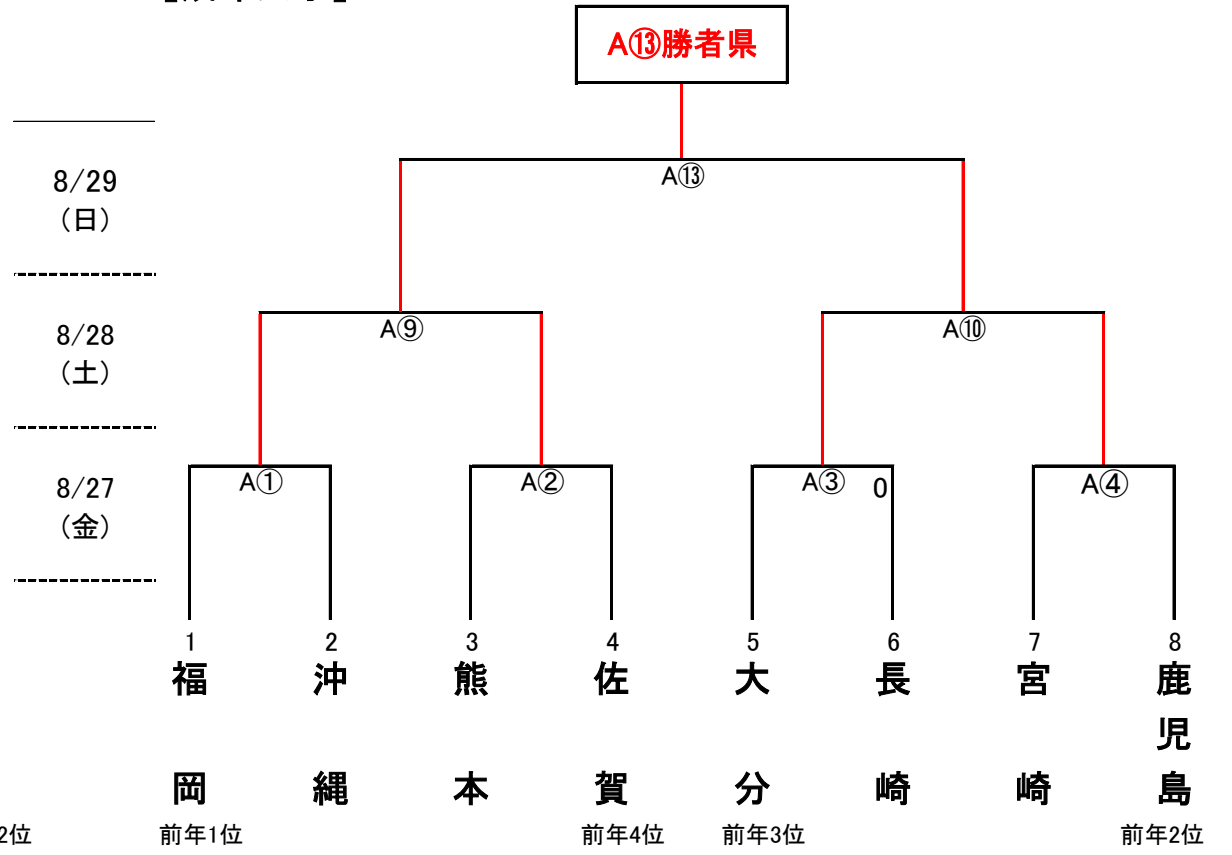 A⑬勝者県
8/29
（日）
A⑬
8/28
（土）
A⑨
A⑩
8/27
（金）
A①
A②
A③
0
A④
1
2
3
4
5
6
7
8
福岡
沖縄
熊本
佐賀
大分
長崎
宮崎
鹿児島
2位
前年1位
前年4位
前年3位
前年2位